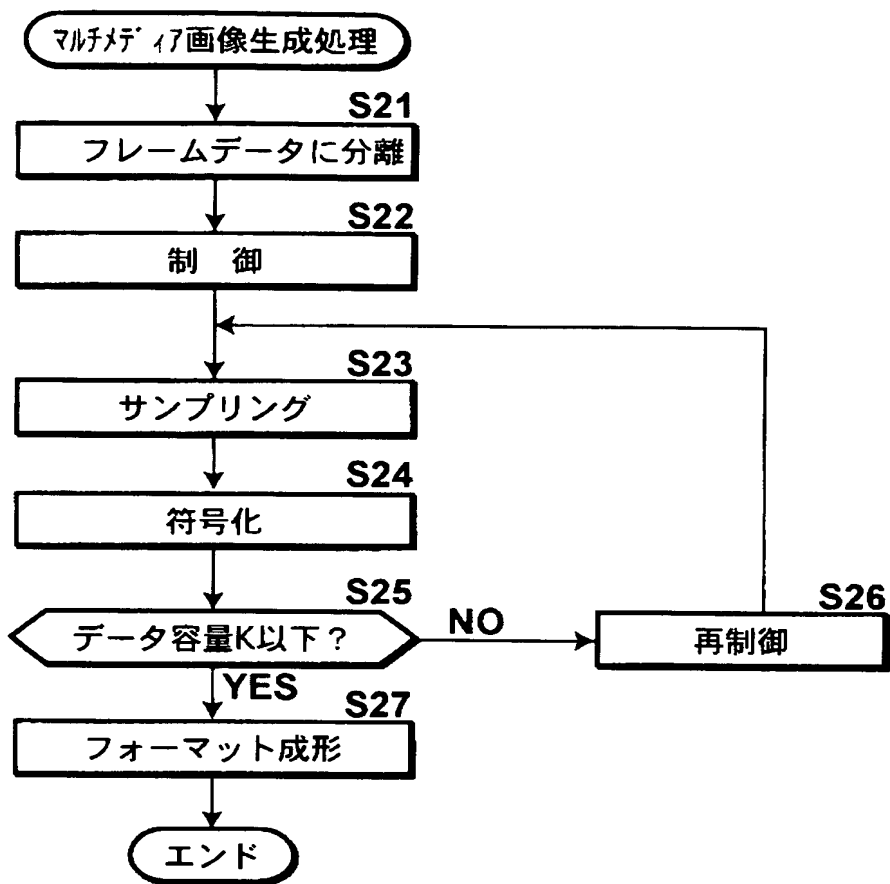 マルチメディア画像生成処理
S21
フレームデータに分離
S22
制 御
S23
サンプリング
S24
符号化
S25
データ容量K以下？
NO
S26
再制御
YES
S27
フォーマット成形
エンド